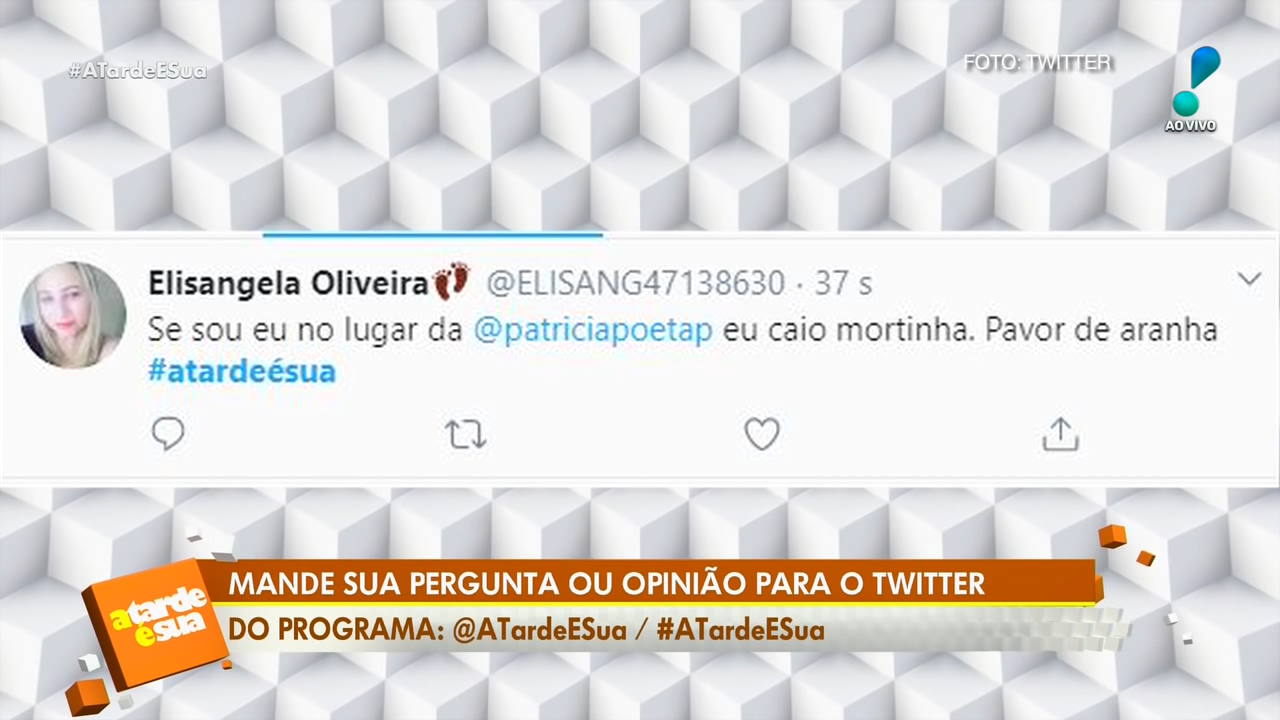 #ATardeESua
FOTO: TWITTER
AO VIVO
Elisangela Oliveira @ELISANG47138630 · 37 s
Se sou eu no lugar da @patriciapoetap eu caio mortinha. Pavor de aranha
#atardeésua
MANDE SUA PERGUNTA OU OPINIÃO PARA O TWITTER
DO PROGRAMA: @ATardeESua / #ATardeESua
a tarde
é sua